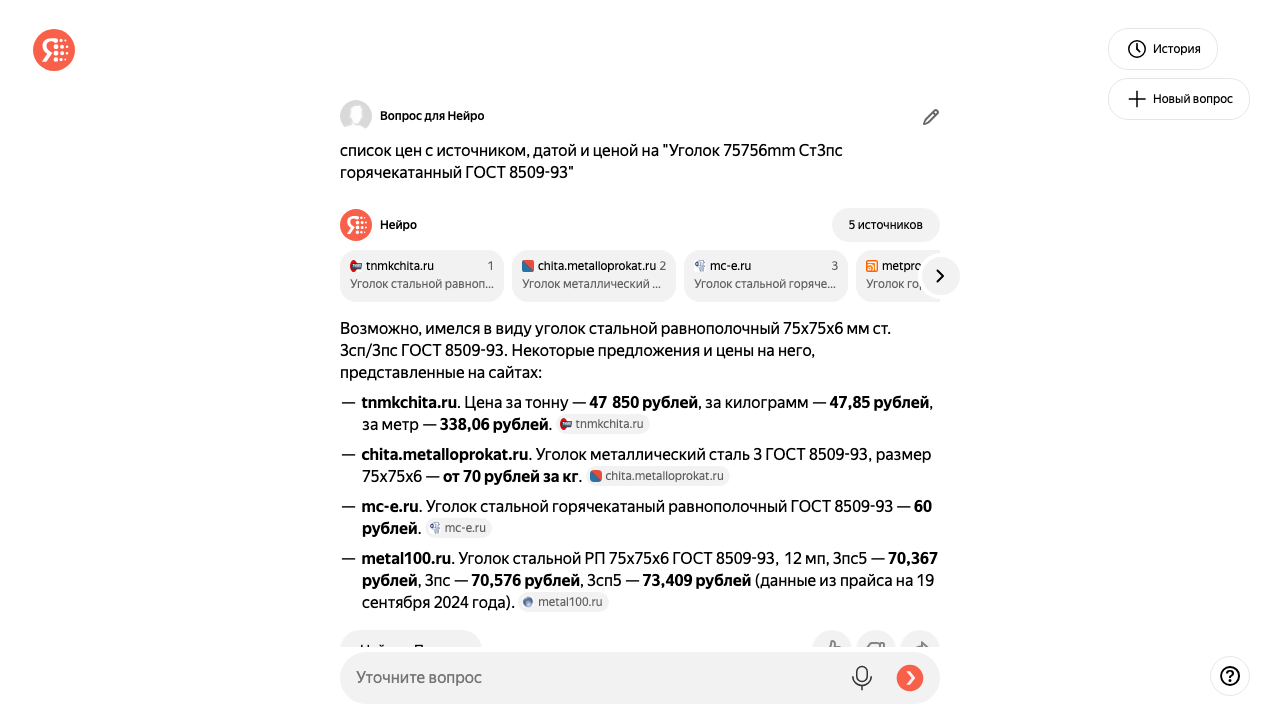 История
Новый вопрос
Вопрос для Нейро
список цен с источником, датой и ценой на "Уголок 75756mm Ст3пс
горячекатанный ГОСТ 8509-93"
Нейро
5 источников
tnmkchita.ru 1
Уголок стальной равноп...
chita.metalloprokat.ru 2
Уголок металлический ...
mc-e.ru 3
Уголок стальной горяче...
metpro
Уголок го
Возможно, имелся в виду уголок стальной равнополочный 75х75х6 мм ст.
3сп/3пс ГОСТ 8509-93. Некоторые предложения и цены на него,
представленные на сайтах:
— tnmkchita.ru. Цена за тонну — 47 850 рублей, за килограмм — 47,85 рублей,
за метр — 338,06 рублей. tnmkchita.ru
— chita.metalloprokat.ru. Уголок металлический сталь 3 ГОСТ 8509-93, размер
75х75х6 — от 70 рублей за кг. chita.metalloprokat.ru
— mc-e.ru. Уголок стальной горячекатаный равнополочный ГОСТ 8509-93 — 60
рублей. mc-e.ru
— metal100.ru. Уголок стальной РП 75х75х6 ГОСТ 8509-93, 12 мп, 3пс5 — 70,367
рублей, 3пс — 70,576 рублей, 3сп5 — 73,409 рублей (данные из прайса на 19
сентября 2024 года). metal100.ru
Уточните вопрос